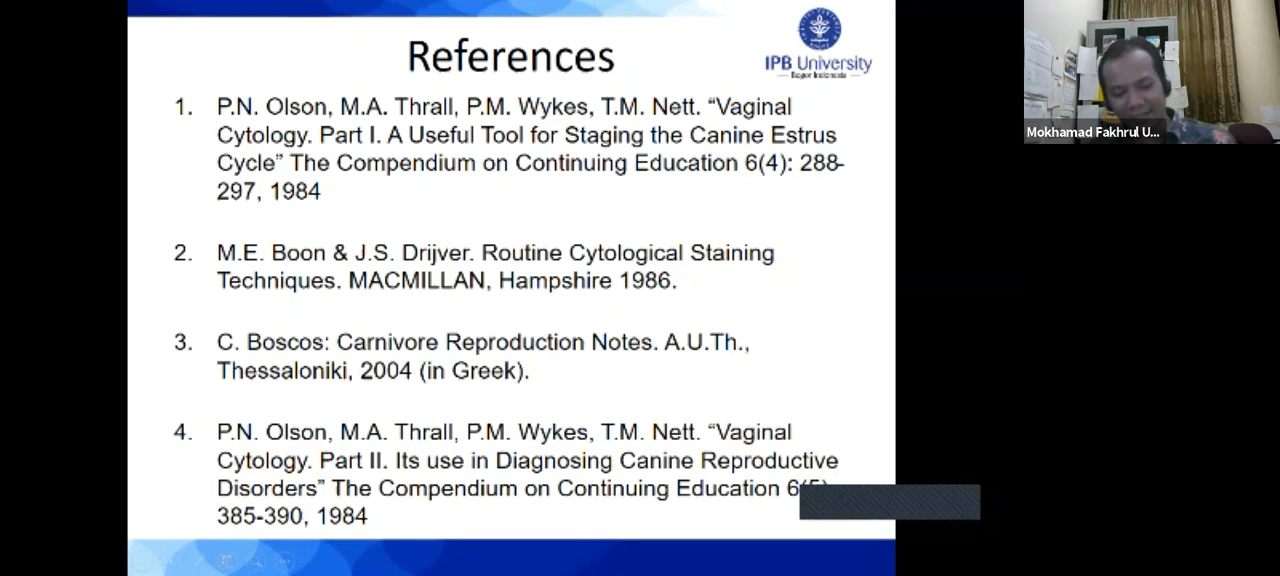 References
IPB University
Bogor Indonesia
1. P.N. Olson, M.A. Thrall, P.M. Wykes, T.M. Nett. “Vaginal
Cytology. Part I. A Useful Tool for Staging the Canine Estrus
Cycle” The Compendium on Continuing Education 6(4): 288-
297, 1984
2. M.E. Boon & J.S. Drijver. Routine Cytological Staining
Techniques. MACMILLAN, Hampshire 1986.
3. C. Boscos: Carnivore Reproduction Notes. A.U.Th.,
Thessaloniki, 2004 (in Greek).
4. P.N. Olson, M.A. Thrall, P.M. Wykes, T.M. Nett. “Vaginal
Cytology. Part II. Its use in Diagnosing Canine Reproductive
Disorders” The Compendium on Continuing Education
385-390, 1984
Mokhamad Fakhrul U...